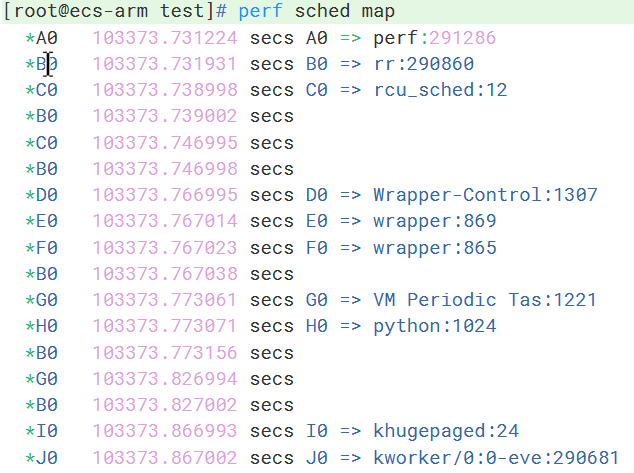 [root@ecs-arm test]# perf sched map
*A0 103373.731224 secs A0 => perf:291286
*B0 103373.731931 secs B0 => rr:290860
*C0 103373.738998 secs C0 => rcu_sched:12
*B0 103373.739002 secs
*C0 103373.746995 secs
*B0 103373.746998 secs
*D0 103373.766995 secs D0 => Wrapper-Control:1307
*E0 103373.767014 secs E0 => wrapper:869
*F0 103373.767023 secs F0 => wrapper:865
*B0 103373.767038 secs
*G0 103373.773061 secs G0 => VM Periodic Tas:1221
*H0 103373.773071 secs H0 => python:1024
*B0 103373.773156 secs
*G0 103373.826994 secs
*B0 103373.827002 secs
*I0 103373.866993 secs I0 => khugepaged:24
*J0 103373.867002 secs J0 => kworker/0:0-eve:290681